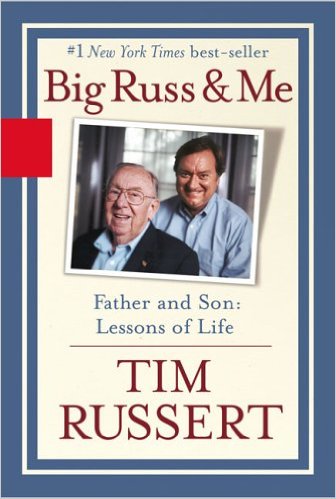 #1 New York Times best-seller
Big Russ & Me
Father and Son:
Lessons of Life
TIM
RUSSERT